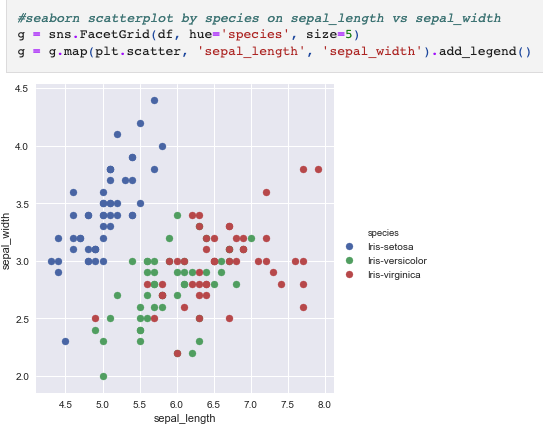 #seaborn scatterplot by species on sepal_length vs sepal_width
g = sns.FacetGrid(df, hue='species', size=5)
g = g.map(plt.scatter, 'sepal_length', 'sepal_width').add_legend()
4.5
4.0
3.5
3.0
2.5
2.0
sepal_width
4.5 5.0 5.5 6.0 6.5 7.0 7.5 8.0
sepal_length
species
Iris-setosa
Iris-versicolor
Iris-virginica